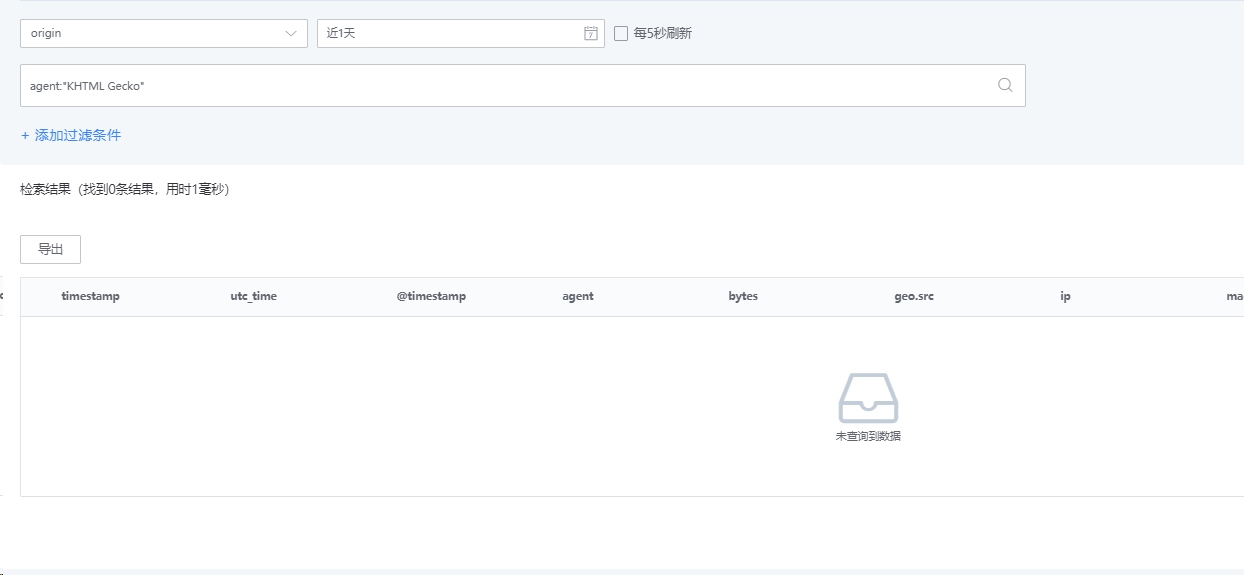 origin
近1天
7
每5秒刷新
agent:"KHTML Gecko"
+ 添加过滤条件
检索结果（找到0条结果，用时1毫秒）
导出
timestamp utc_time @timestamp agent bytes geo.src ip ma
未查询到数据